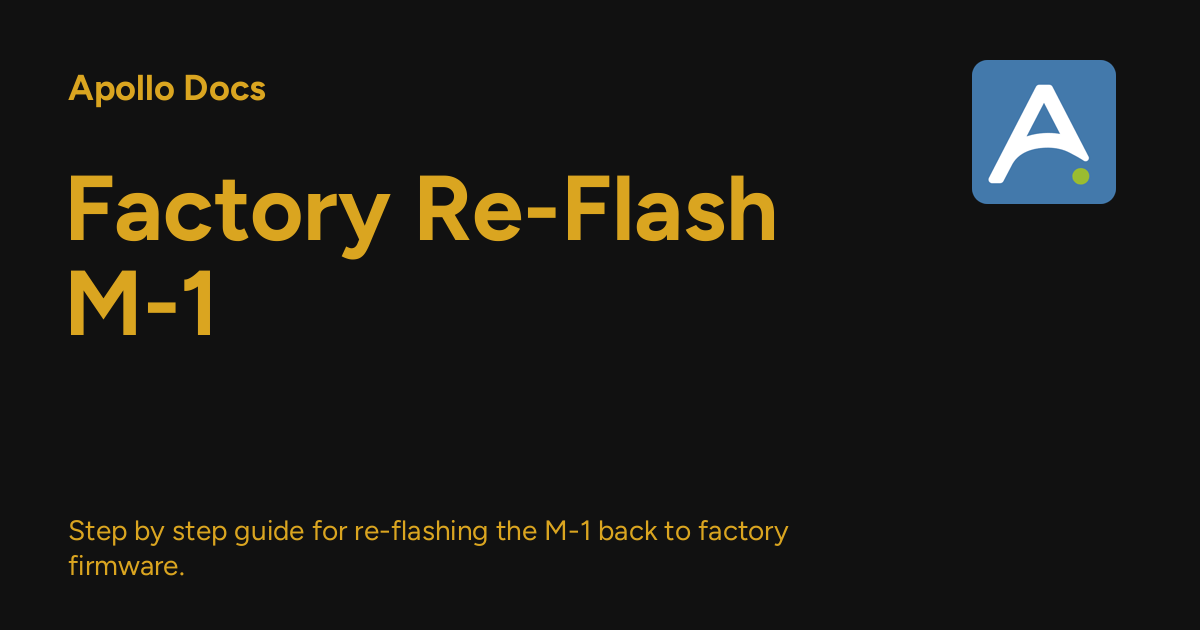 Apollo Docs
Factory Re-Flash
M-1
Step by step guide for re-flashing the M-1 back to factory
firmware.